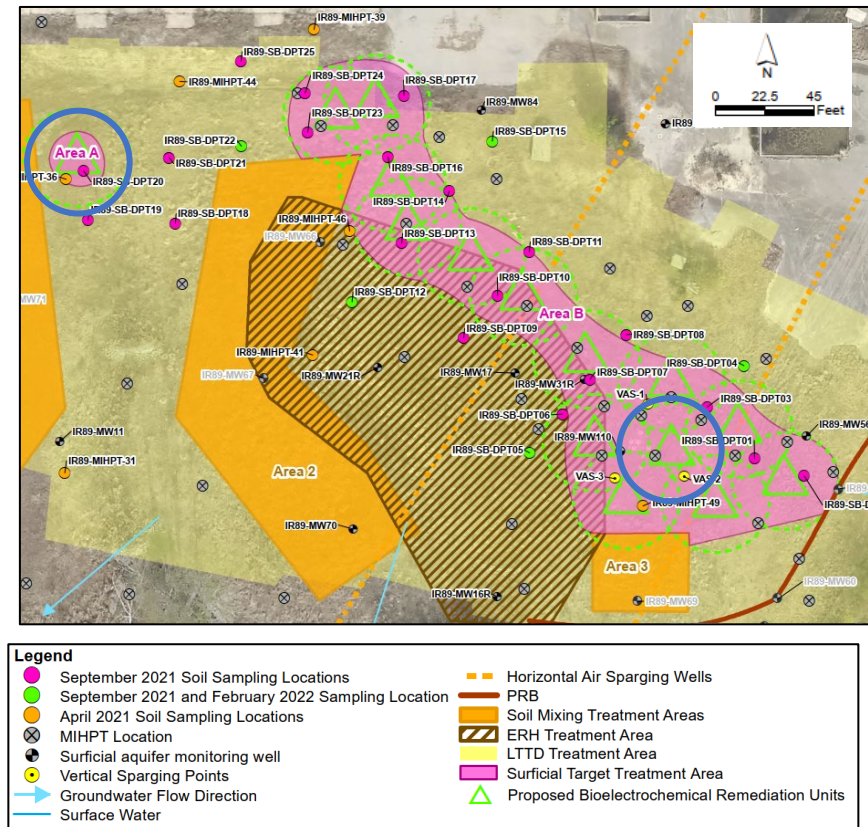 IR89-MIHPT-39
IR89-SB-DPT25
IR89-MIHPT-44
IR89-SB-DPT24
IR89-SB-DPT17
IR89-MW84
N
0 22.5 45
Feet
IR89-SB-DPT23
IR89-SB-DPT22
IR89-SB-DPT15
Area A
IR89-SB-DPT21
IR89-SB-DPT16
HPT-36
IR89-SB-DPT20
IR89-SB-DPT14
IR89-SB-DPT19
IR89-SB-DPT18
IR89-MIHPT-46
IR89-MW66
IR89-SB-DPT13
IR89-SB-DPT11
IR89-SB-DPT10
MW71
IR89-SB-DPT12
Area B
IR89-SB-DPT09
IR89-SB-DPT08
IR89-MIHPT-41
IR89-MW67
IR89-MW21R
IR89-MW17
IR89-SB-DPT04
IR89-SB-DPT07
IR89-MW31R
VAS-1
IR89-SB-DPT03
IR89-SB-DPT06
IR89-MW11
IR89-MW110
IR89-SB-DPT01
IR89-MW56
IR89-SB-DPT05
IR89-MIHPT-31
Area 2
VAS-3
VAS-2
IR89-MIHPT-49
IR89-SB-D
IR89-MW70
Area 3
IR89-MW16R
IR89-MW69
IR89-MW60
Legend
September 2021 Soil Sampling Locations
September 2021 and February 2022 Sampling Location
April 2021 Soil Sampling Locations
MIHPT Location
Surficial aquifer monitoring well
Vertical Sparging Points
Groundwater Flow Direction
Surface Water
Horizontal Air Sparging Wells
PRB
Soil Mixing Treatment Areas
ERH Treatment Area
LTTD Treatment Area
Surficial Target Treatment Area
Proposed Bioelectrochemical Remediation Units